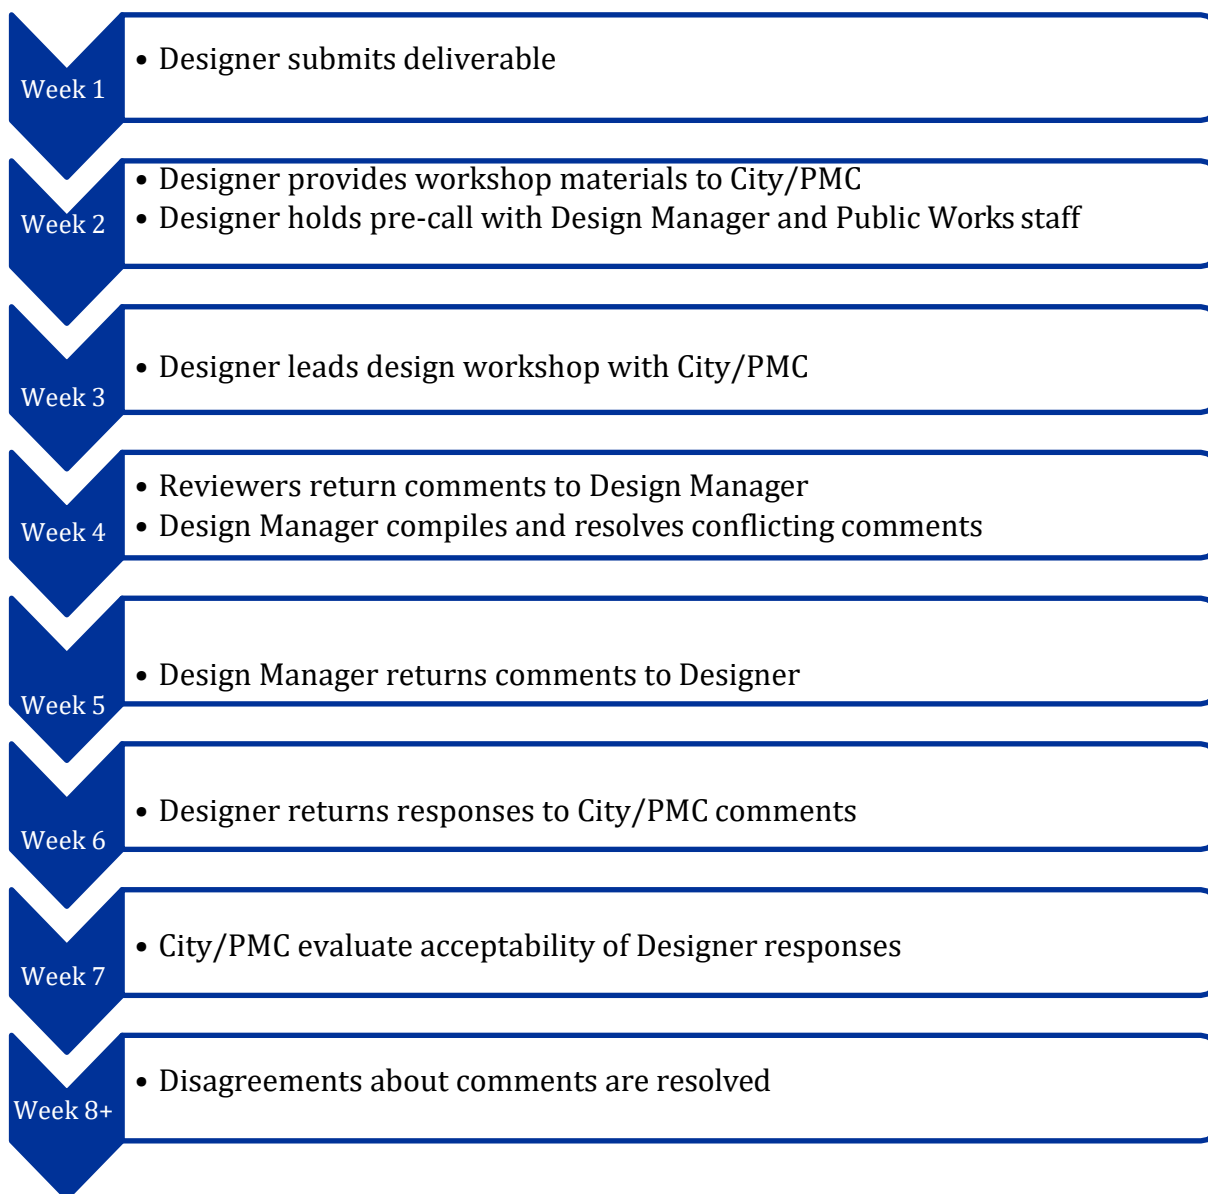 Week 1
• Designer submits deliverable
Week 2
• Designer provides workshop materials to City/PMC
• Designer holds pre-call with Design Manager and Public Works staff
Week 3
• Designer leads design workshop with City/PMC
Week 4
• Reviewers return comments to Design Manager
• Design Manager compiles and resolves conflicting comments
Week 5
• Design Manager returns comments to Designer
Week 6
• Designer returns responses to City/PMC comments
Week 7
• City/PMC evaluate acceptability of Designer responses
Week 8+
• Disagreements about comments are resolved